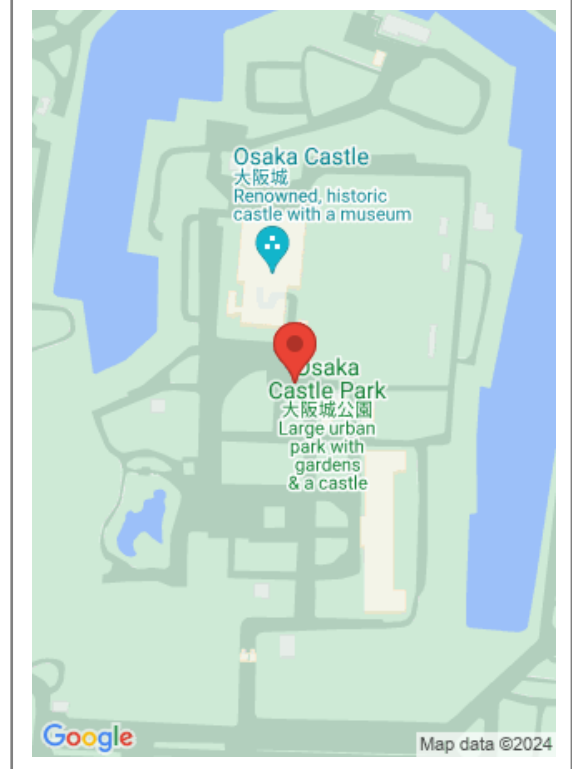 Osaka Castle
大阪城
Renowned, historic
castle with a museum
Osaka
Castle Park
大阪城公園
Large urban
park with
gardens
& a castle
Google
Map data ©2024